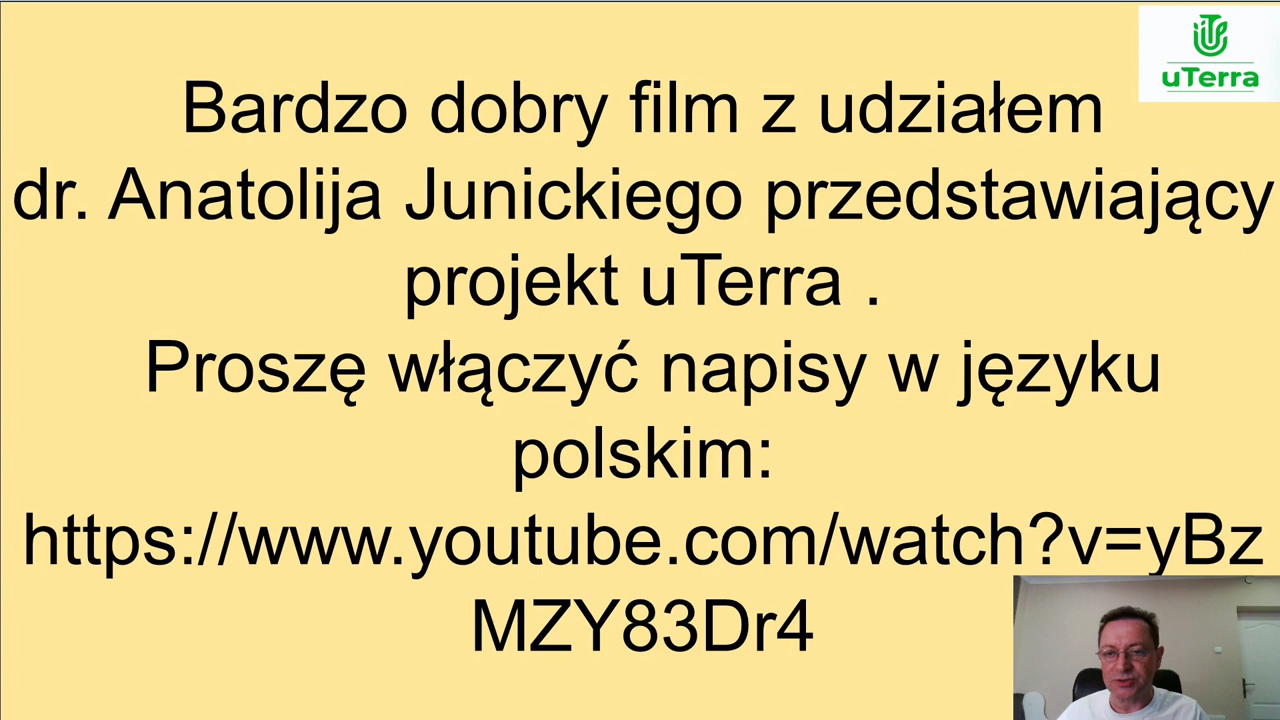 uTerra
Bardzo dobry film z udziałem
dr. Anatolija Junickiego przedstawiający
projekt uTerra .
Proszę włączyć napisy w języku
polskim:
https://www.youtube.com/watch?v=yBz
MZY83Dr4